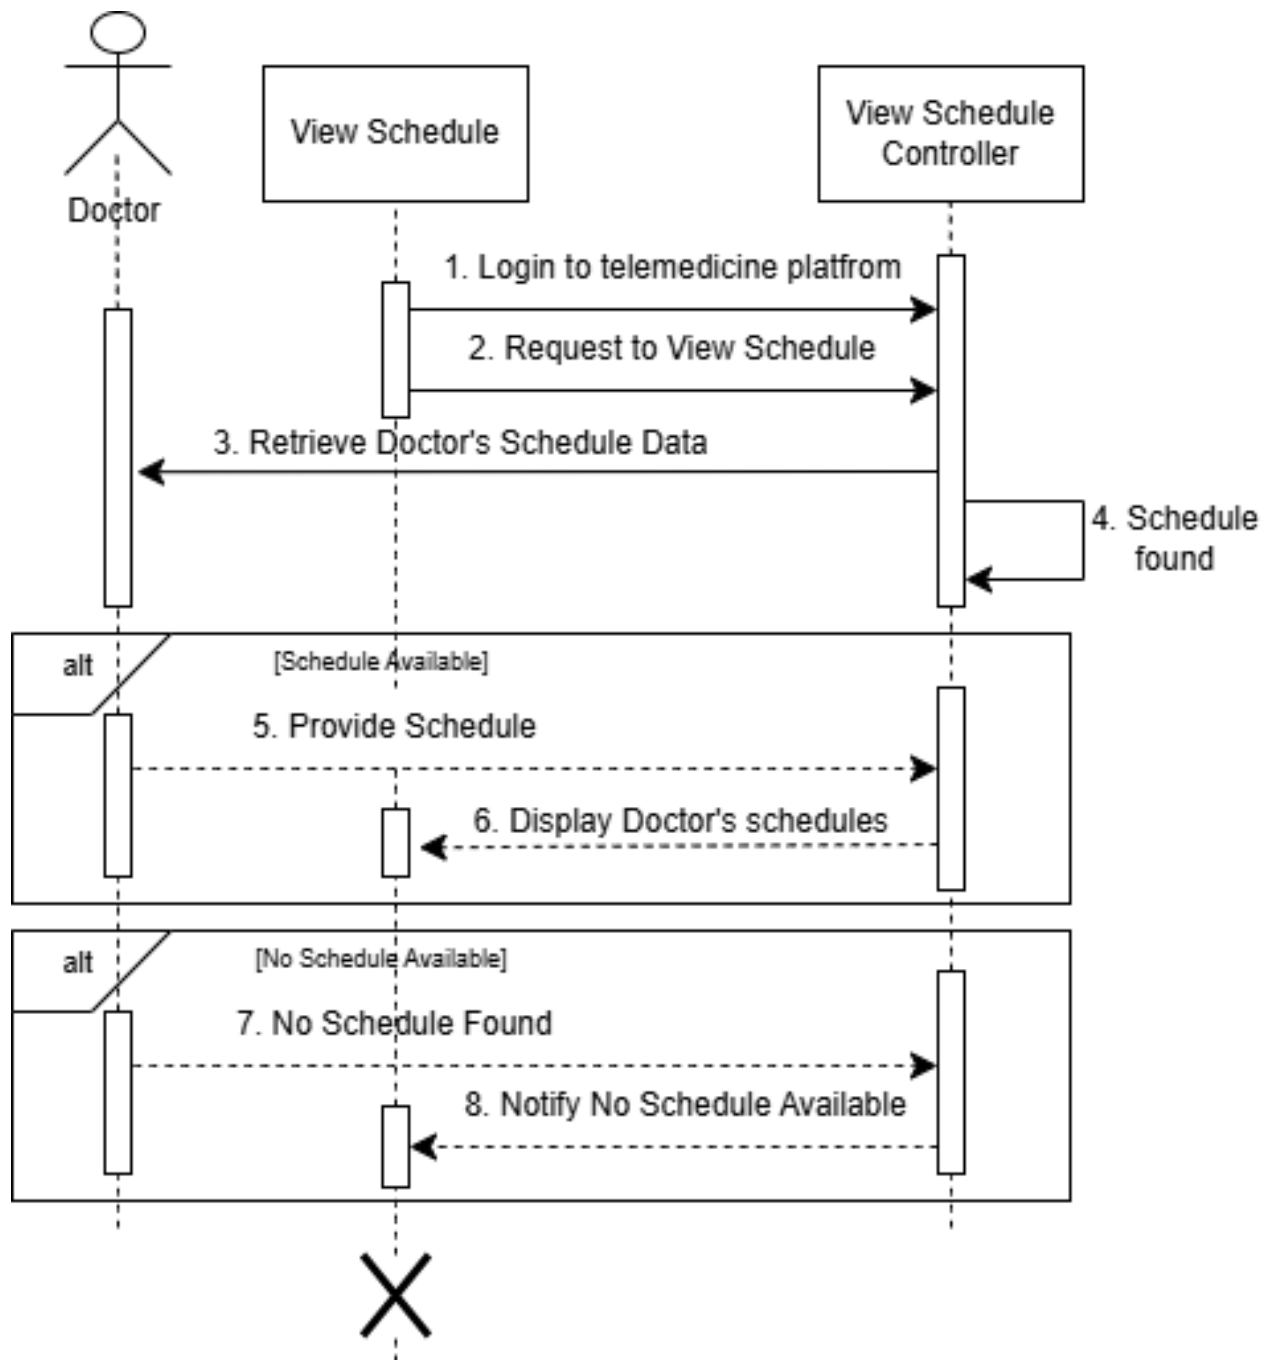 View Schedule
View Schedule
Controller
Doctor
1. Login to telemedicine platfrom
2. Request to View Schedule
3. Retrieve Doctor's Schedule Data
4. Schedule
found
alt
[Schedule Available]
5. Provide Schedule
6. Display Doctor's schedules
alt
[No Schedule Available]
7. No Schedule Found
8. Notify No Schedule Available